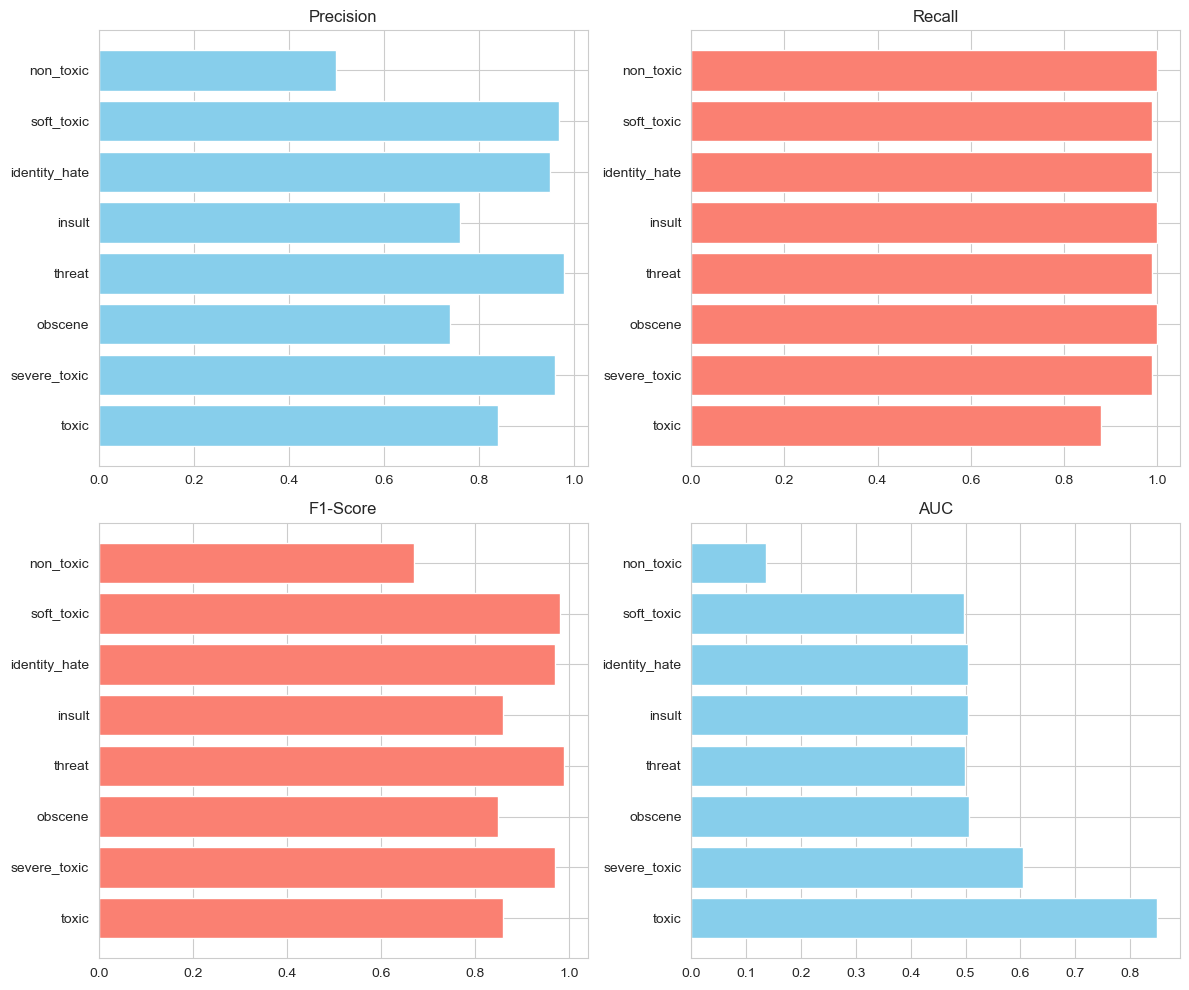 Precision
non_toxic
soft_toxic
identity_hate
insult
threat
obscene
severe_toxic
toxic
0.0 0.2 0.4 0.6 0.8 1.0
Recall
non_toxic
soft_toxic
identity_hate
insult
threat
obscene
severe_toxic
toxic
0.0 0.2 0.4 0.6 0.8 1.0
F1-Score
non_toxic
soft_toxic
identity_hate
insult
threat
obscene
severe_toxic
toxic
0.0 0.2 0.4 0.6 0.8 1.0
AUC
non_toxic
soft_toxic
identity_hate
insult
threat
obscene
severe_toxic
toxic
0.0 0.1 0.2 0.3 0.4 0.5 0.6 0.7 0.8